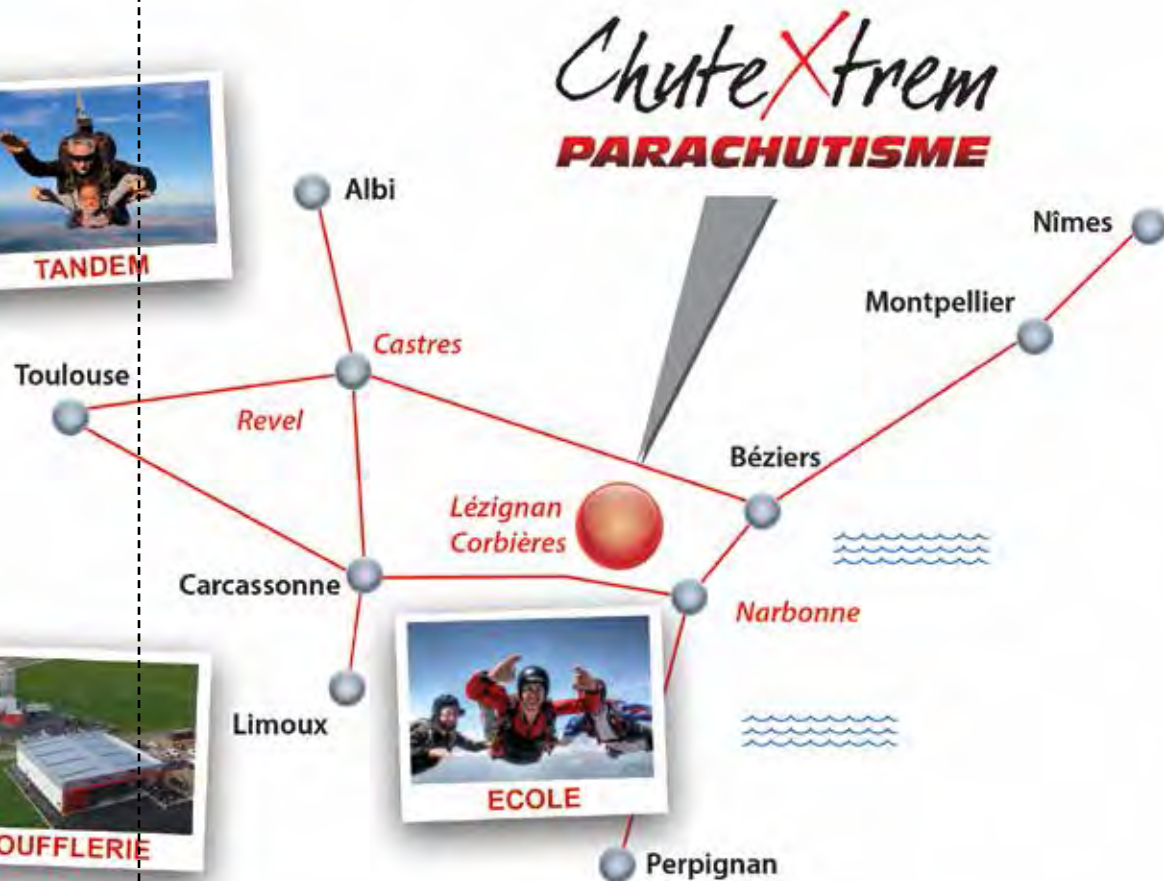 ChuteXtrem
PARACHUTISME
TANDEM
Albi
Nîmes
Montpellier
Castres
Toulouse
Revel
Béziers
Lézignan
Corbières
Carcassonne
Narbonne
Limoux
ECOLE
OUFFLERIE
Perpignan